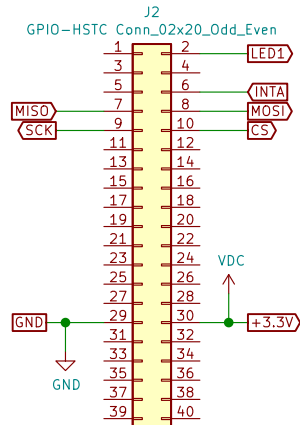 J2
GPIO-HSTC Conn_02x20_Odd_Even
1 2 LED1
3 4
5 6 INTA
MISO 7 8 MOSI
SCK 9 10 CS
11 12
13 14
15 16
17 18
19 20
21 22
23 24
VDC
25 26
27 28
GND 29 30 +3.3V
31 32
33 34
GND
35 36
37 38
39 40